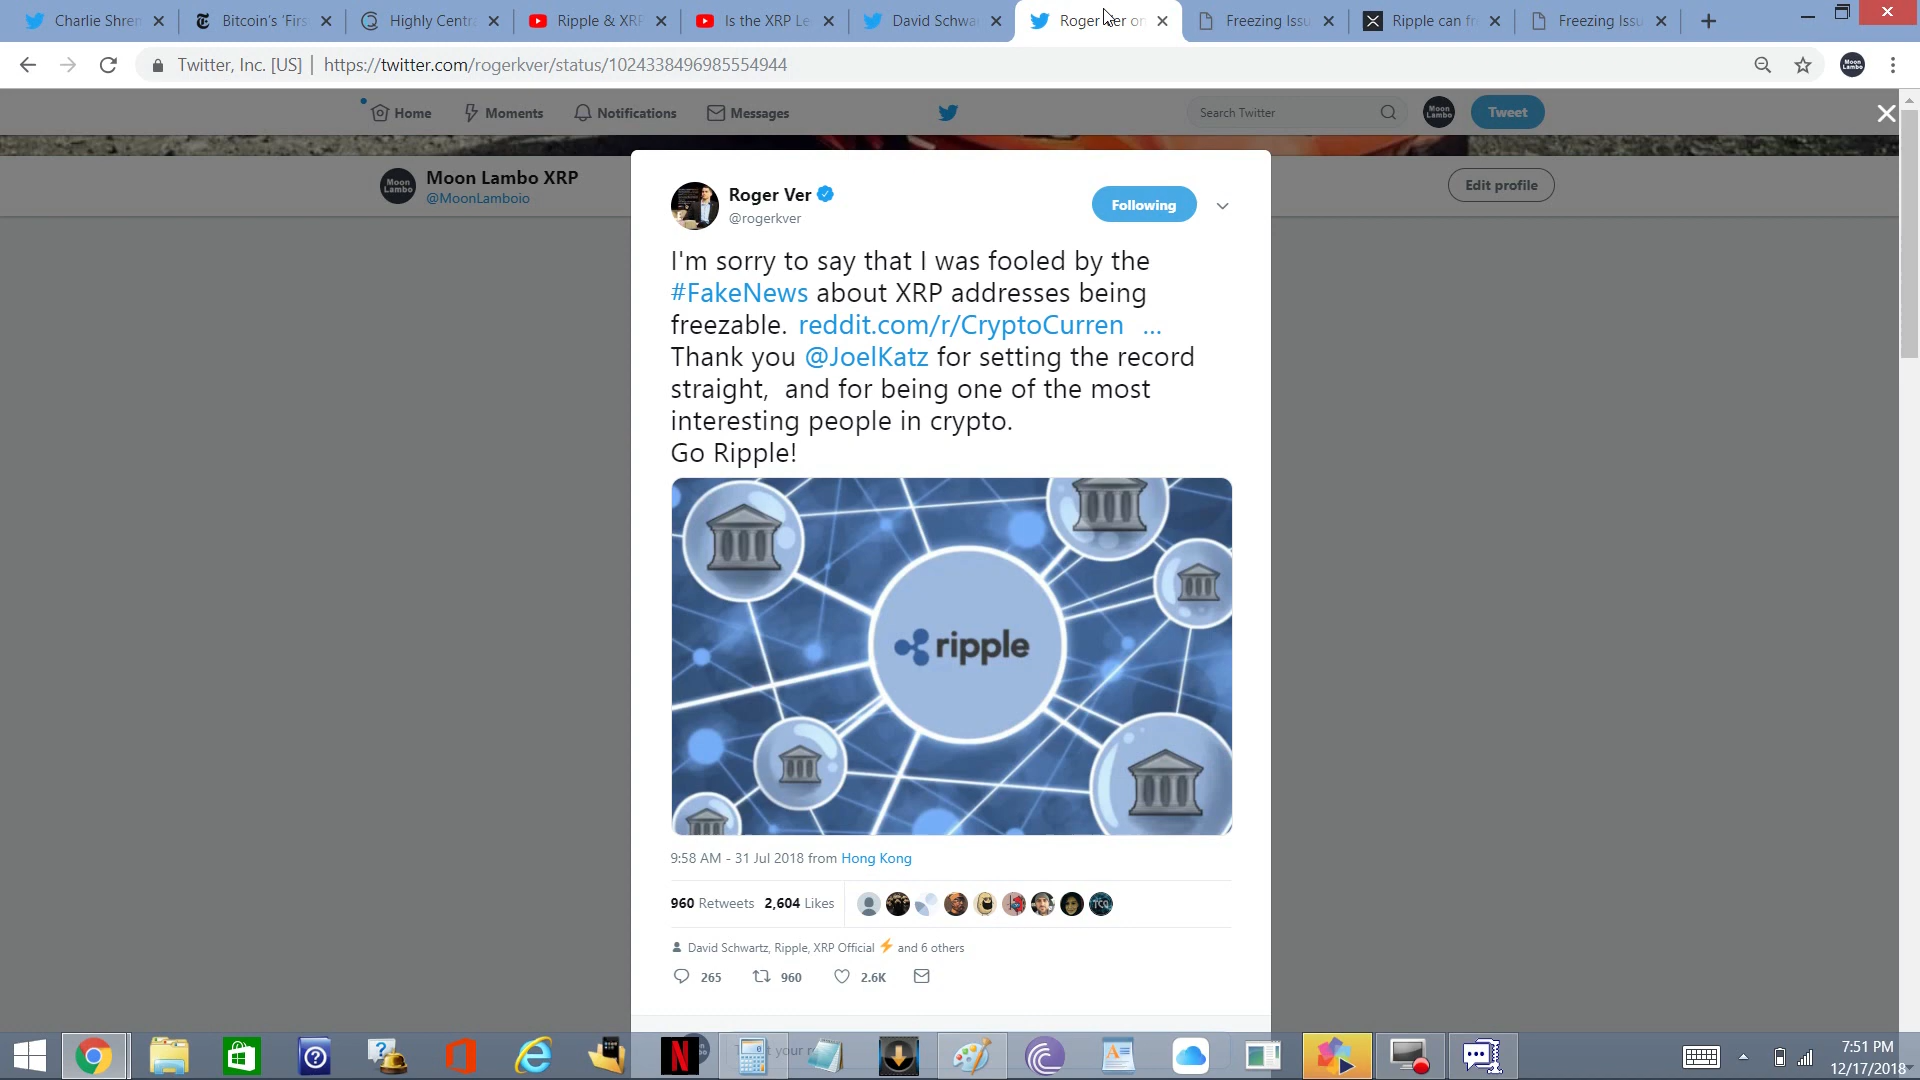 Charlie Shrem
Bitcoin's 'Firs
Highly Centra
Ripple & XRP
Is the XRP Le
David Schwa
Roger Ver on
Freezing Issu
Ripple can fr
Freezing Issu
Twitter, Inc. [US] | https://twitter.com/rogerkver/status/1024338496985554944
Home
Moments
Notifications
Messages
Search Twitter
Moon Lambo
Tweet
Moon Lambo XRP
@MoonLamboio
Edit profile
Roger Ver
@rogerkver
Following
I'm sorry to say that I was fooled by the
#FakeNews about XRP addresses being
freezable. reddit.com/r/CryptoCurren …
Thank you @JoelKatz for setting the record
straight, and for being one of the most
interesting people in crypto.
Go Ripple!
ripple
9:58 AM - 31 Jul 2018 from Hong Kong
960 Retweets 2,604 Likes
TCQ
David Schwartz, Ripple, XRP Official ⚡ and 6 others
265 960 2.6K
7:51 PM
12/17/2018